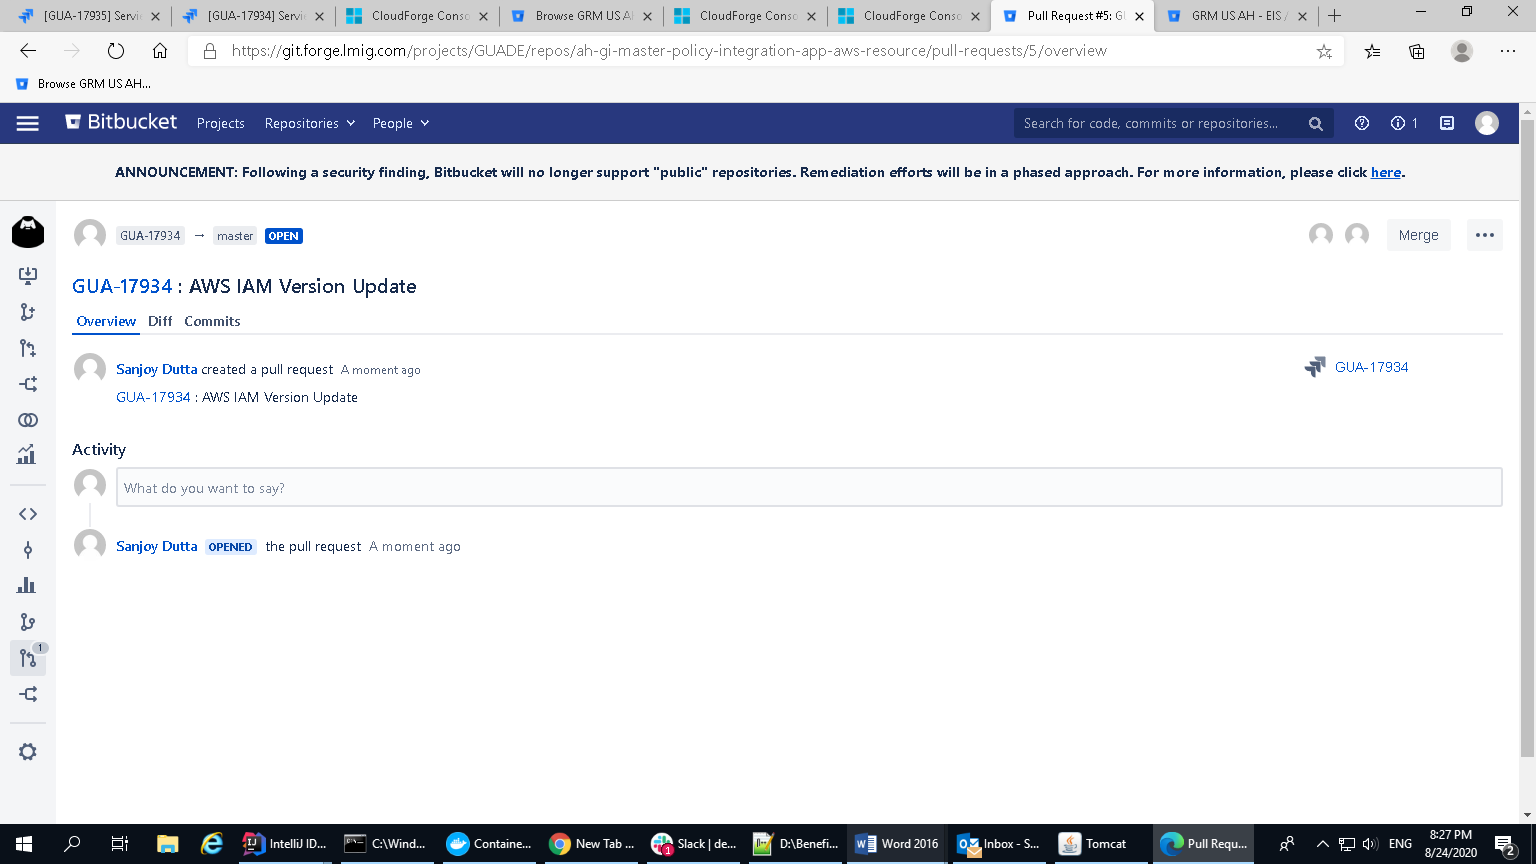 [GUA-17935] Servi
[GUA-17934] Servi
CloudForge Conso
Browse GRM US A
CloudForge Conso
CloudForge Conso
Pull Request #5: G
GRM US AH - EIS /
https://git.forge.lmig.com/projects/GUADE/repos/ah-gi-master-policy-integration-app-aws-resource/pull-requests/5/overview
Browse GRM US AH...
Bitbucket
Projects
Repositories
People
Search for code, commits or repositories...
1
ANNOUNCEMENT: Following a security finding, Bitbucket will no longer support "public" repositories. Remediation efforts will be in a phased approach. For more information, please click here.
GUA-17934 → master OPEN
Merge
GUA-17934 : AWS IAM Version Update
Overview Diff Commits
Sanjoy Dutta created a pull request A moment ago
GUA-17934
GUA-17934 : AWS IAM Version Update
Activity
What do you want to say?
Sanjoy Dutta OPENED the pull request A moment ago
1
IntelliJ ID...
C:\Wind...
Containe...
New Tab ...
Slack | de...
1
D:\Benefi...
Word 2016
Inbox - S...
Tomcat
Pull Requ...
ENG
8:27 PM
8/24/2020
2